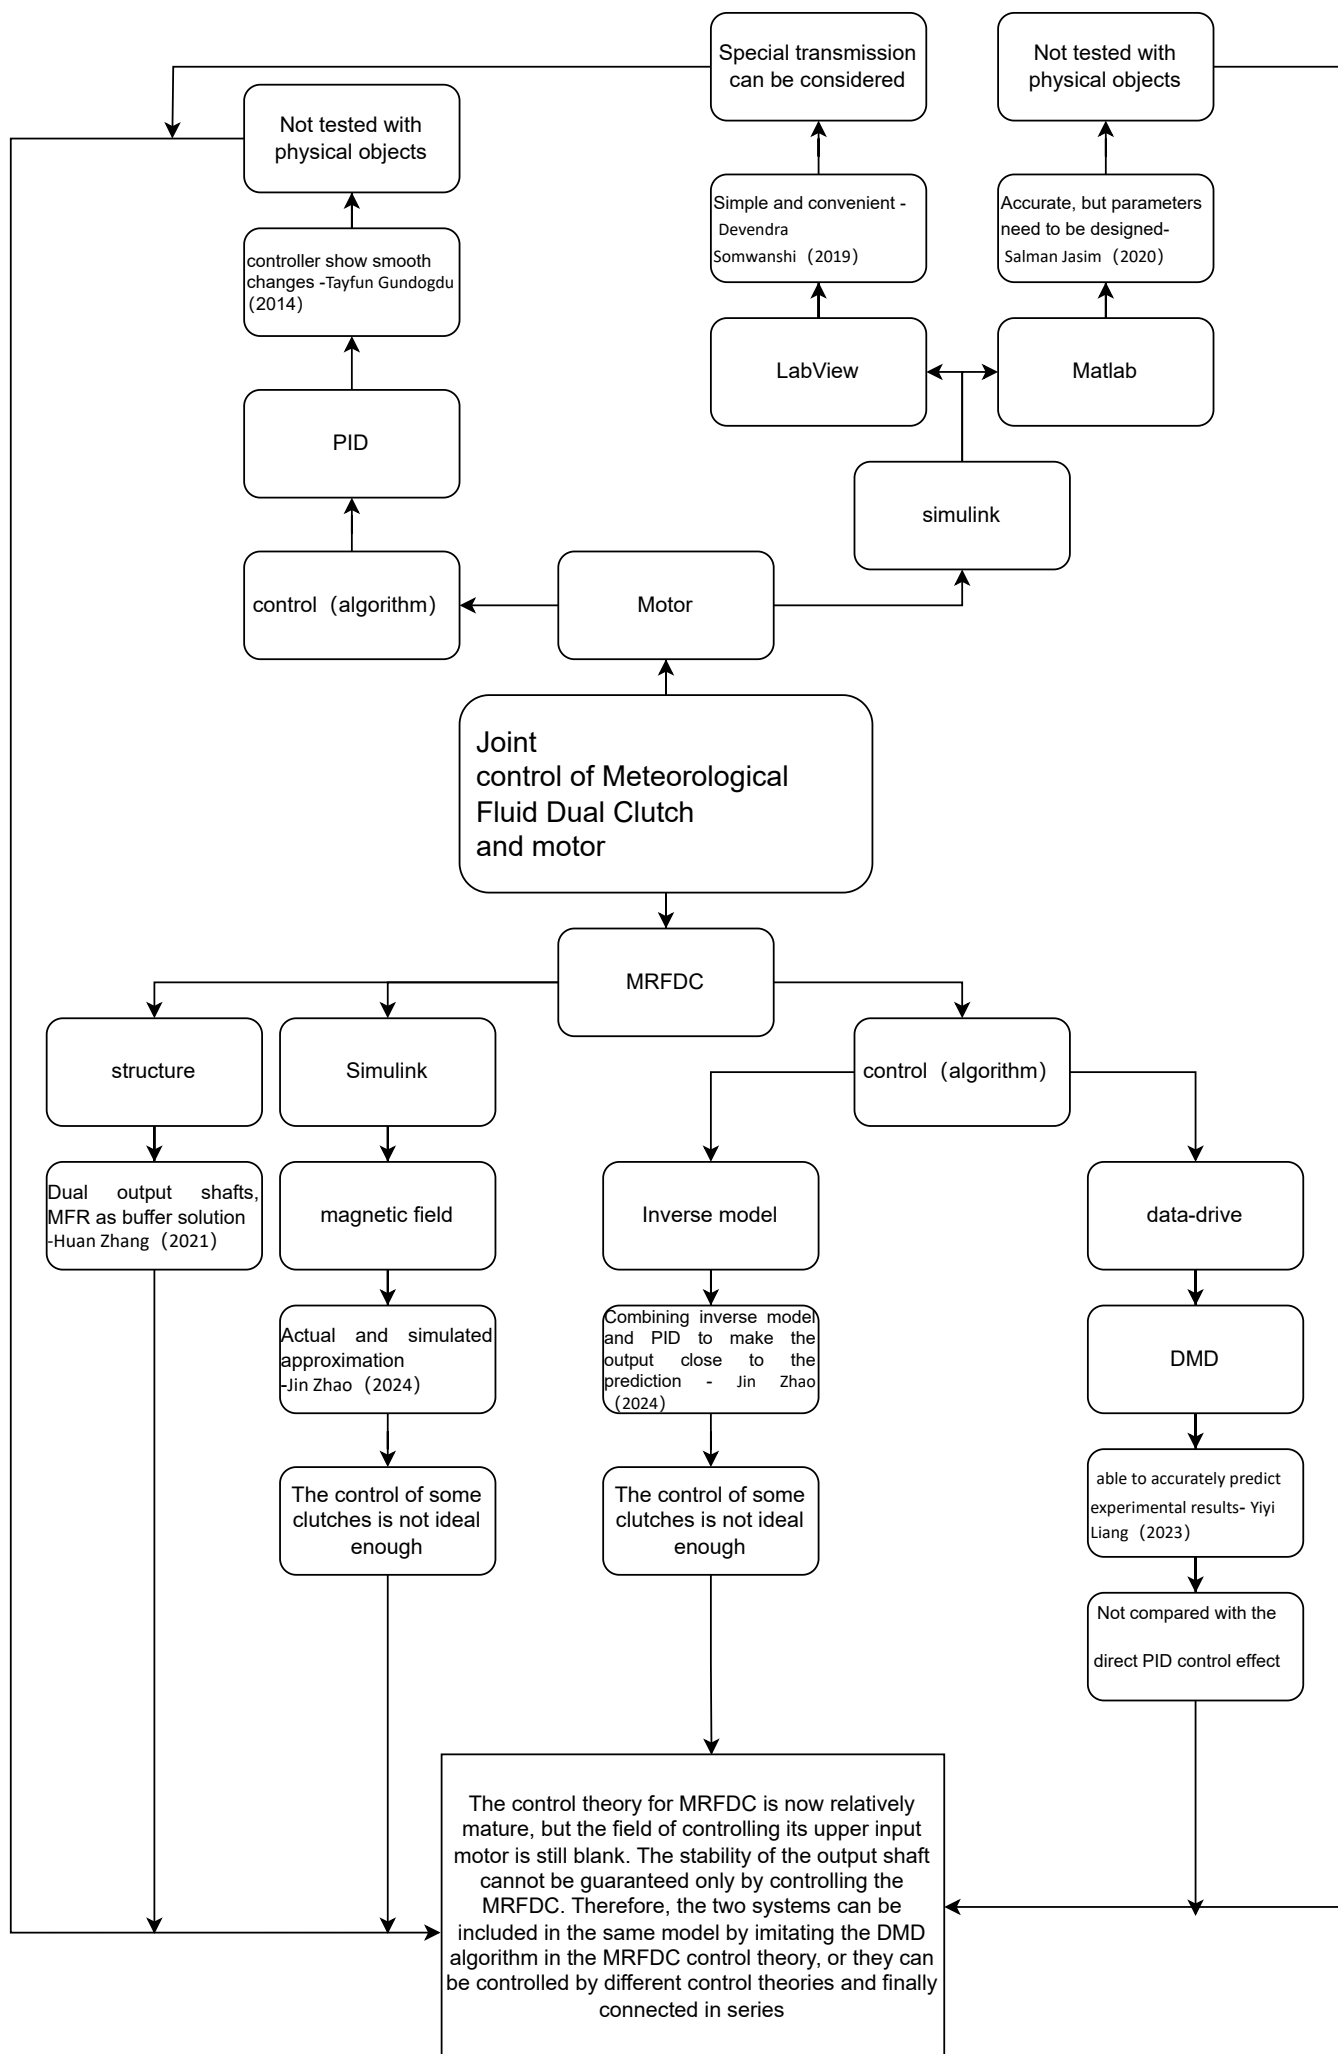 Special transmission
can be considered
Not tested with
physical objects
Not tested with
physical objects
Simple and convenient -
Devendra
Somwanshi（2019）
Accurate, but parameters
need to be designed-
Salman Jasim（2020）
controller show smooth
changes -Tayfun Gundogdu
（2014）
LabView
Matlab
PID
simulink
control（algorithm）
Motor
Joint
control of Meteorological
Fluid Dual Clutch
and motor
MRFDC
structure
Simulink
control（algorithm）
Dual output shafts,
MFR as buffer solution
-Huan Zhang（2021）
magnetic field
Inverse model
data-drive
Actual and simulated
approximation
-Jin Zhao（2024）
Combining inverse model
and PID to make the
output close to the
prediction - Jin Zhao
（2024）
DMD
The control of some
clutches is not ideal
enough
The control of some
clutches is not ideal
enough
able to accurately predict
experimental results- Yiyi
Liang（2023）
Not compared with the
direct PID control effect
The control theory for MRFDC is now relatively
mature, but the field of controlling its upper input
motor is still blank. The stability of the output shaft
cannot be guaranteed only by controlling the
MRFDC. Therefore, the two systems can be
included in the same model by imitating the DMD
algorithm in the MRFDC control theory, or they can
be controlled by different control theories and finally
connected in series